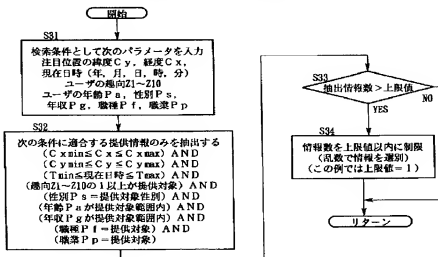 開始
S31
検索条件として次のパラメータを入力
注目位置の緯度Cy, 経度Cx,
現在日時 (年, 月, 日, 時, 分)
ユーザの趣向Z1~Z10
ユーザの年齢Pa, 性別Ps,
年収Pg, 職種Pf, 職業Pp
S32
次の条件に適合する提供情報のみを抽出する
(Cxmin≦Cx≦Cxmax) AND
(Cymin≦Cy≦Cymax) AND
(Tmin≦現在日時≦Tmax) AND
(趣向Z1~Z10の1以上が提供対象) AND
(性別Ps=提供対象性別) AND
(年齢Paが提供対象範囲内) AND
(年収Pgが提供対象範囲内) AND
(職種Pf=提供対象) AND
(職業Pp=提供対象)
S33
抽出情報数>上限値
NO
YES
S34
情報数を上限値以内に制限
(乱数で情報を選別)
(この例では上限値=1)
リターン